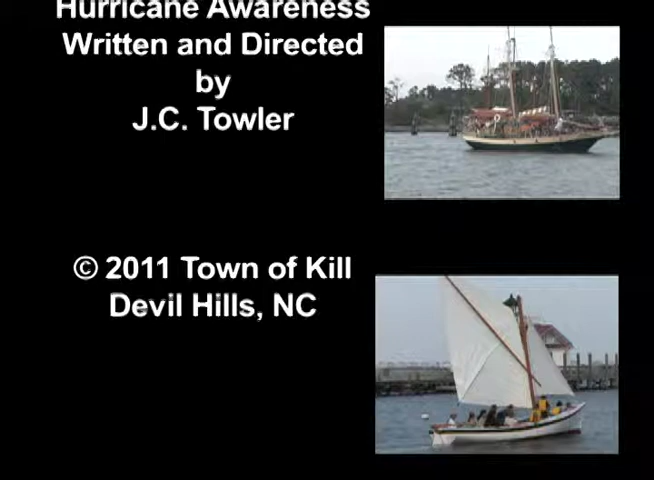 Hurricane Awareness
Written and Directed
by
J.C. Towler
© 2011 Town of Kill
Devil Hills, NC